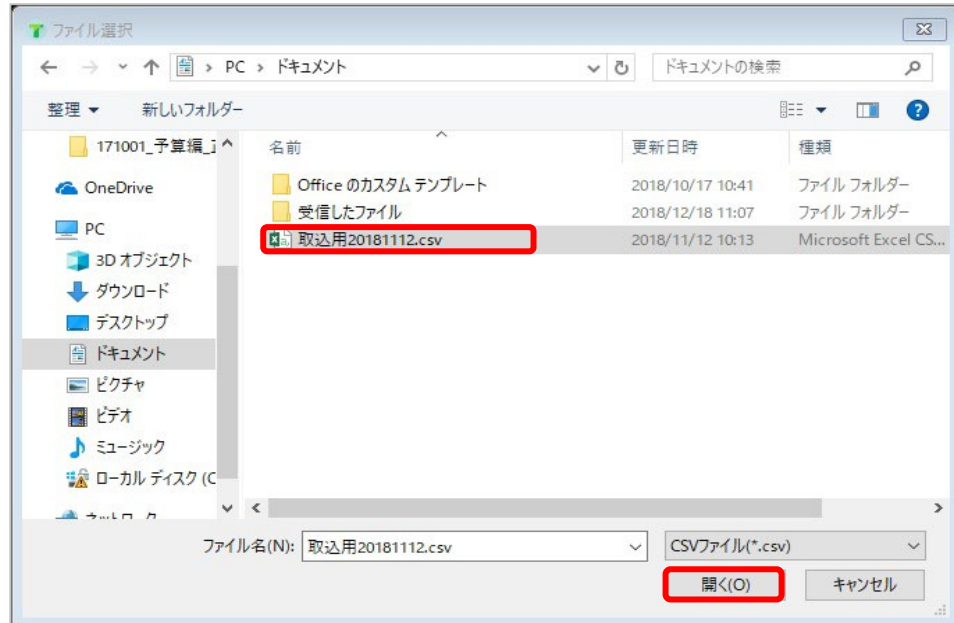 ファイル選択
PC > ドキュメント
ドキュメントの検索
整理
新しいフォルダー
171001_予算編_
OneDrive
PC
3D オブジェクト
ダウンロード
デスクトップ
ドキュメント
ピクチャ
ビデオ
ミュージック
ローカル ディスク (C
名前 更新日時 種類
Office のカスタム テンプレート 2018/10/17 10:41 ファイル フォルダー
受信したファイル 2018/12/18 11:07 ファイル フォルダー
取込用20181112.csv 2018/11/12 10:13 Microsoft Excel CS...
ファイル名(N): 取込用20181112.csv CSVファイル(*.csv)
開く(O) キャンセル